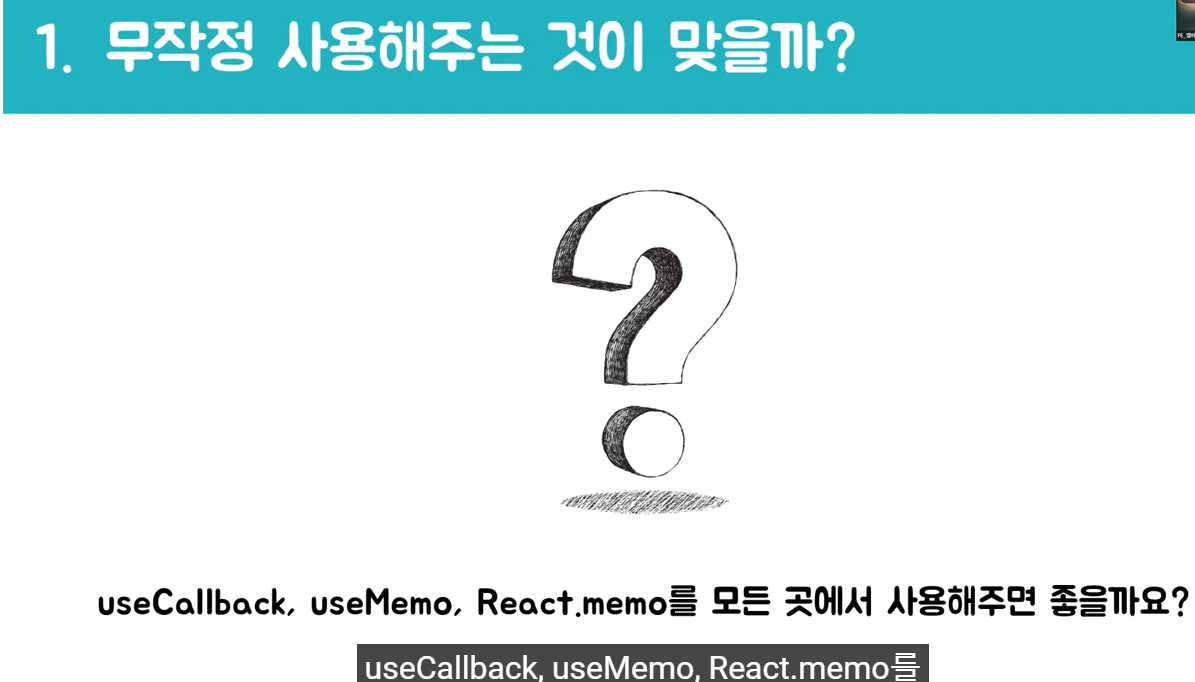 1. 무작정 사용해주는 것이 맞을까?
useCallback, useMemo, React.memo를 모든 곳에서 사용해주면 좋을까요?
useCallback, useMemo, React.memo를